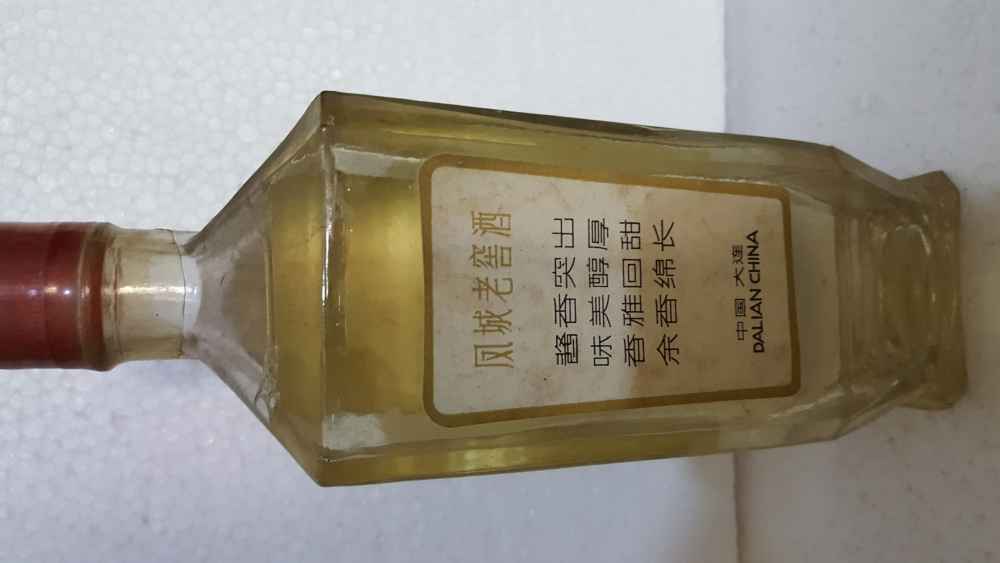 凤城老窖酒
酱香突出
味美醇厚
香雅回甜
余香绵长
中国 大连
DALIAN CHINA